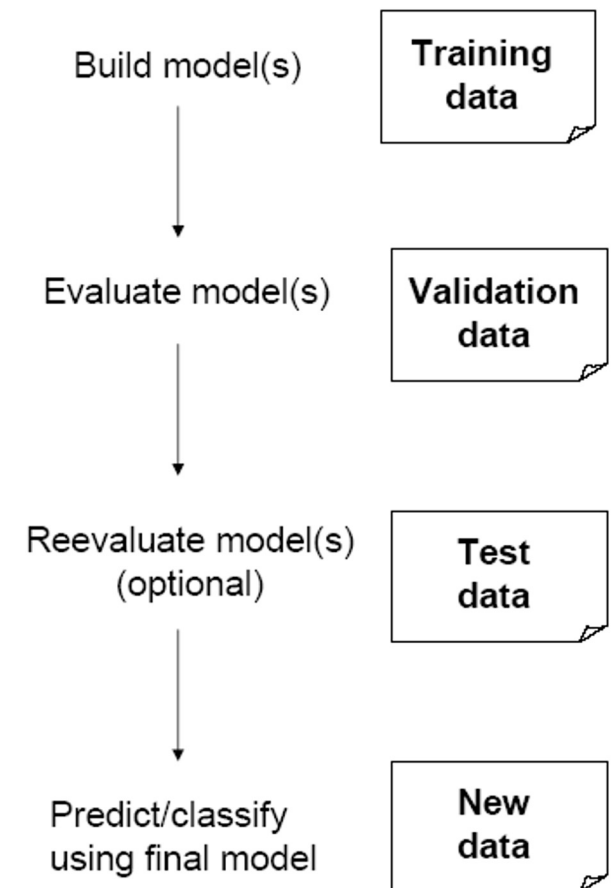 Build model(s)
Training
data
Evaluate model(s)
Validation
data
Reevaluate model(s)
(optional)
Test
data
Predict/classify
using final model
New
data